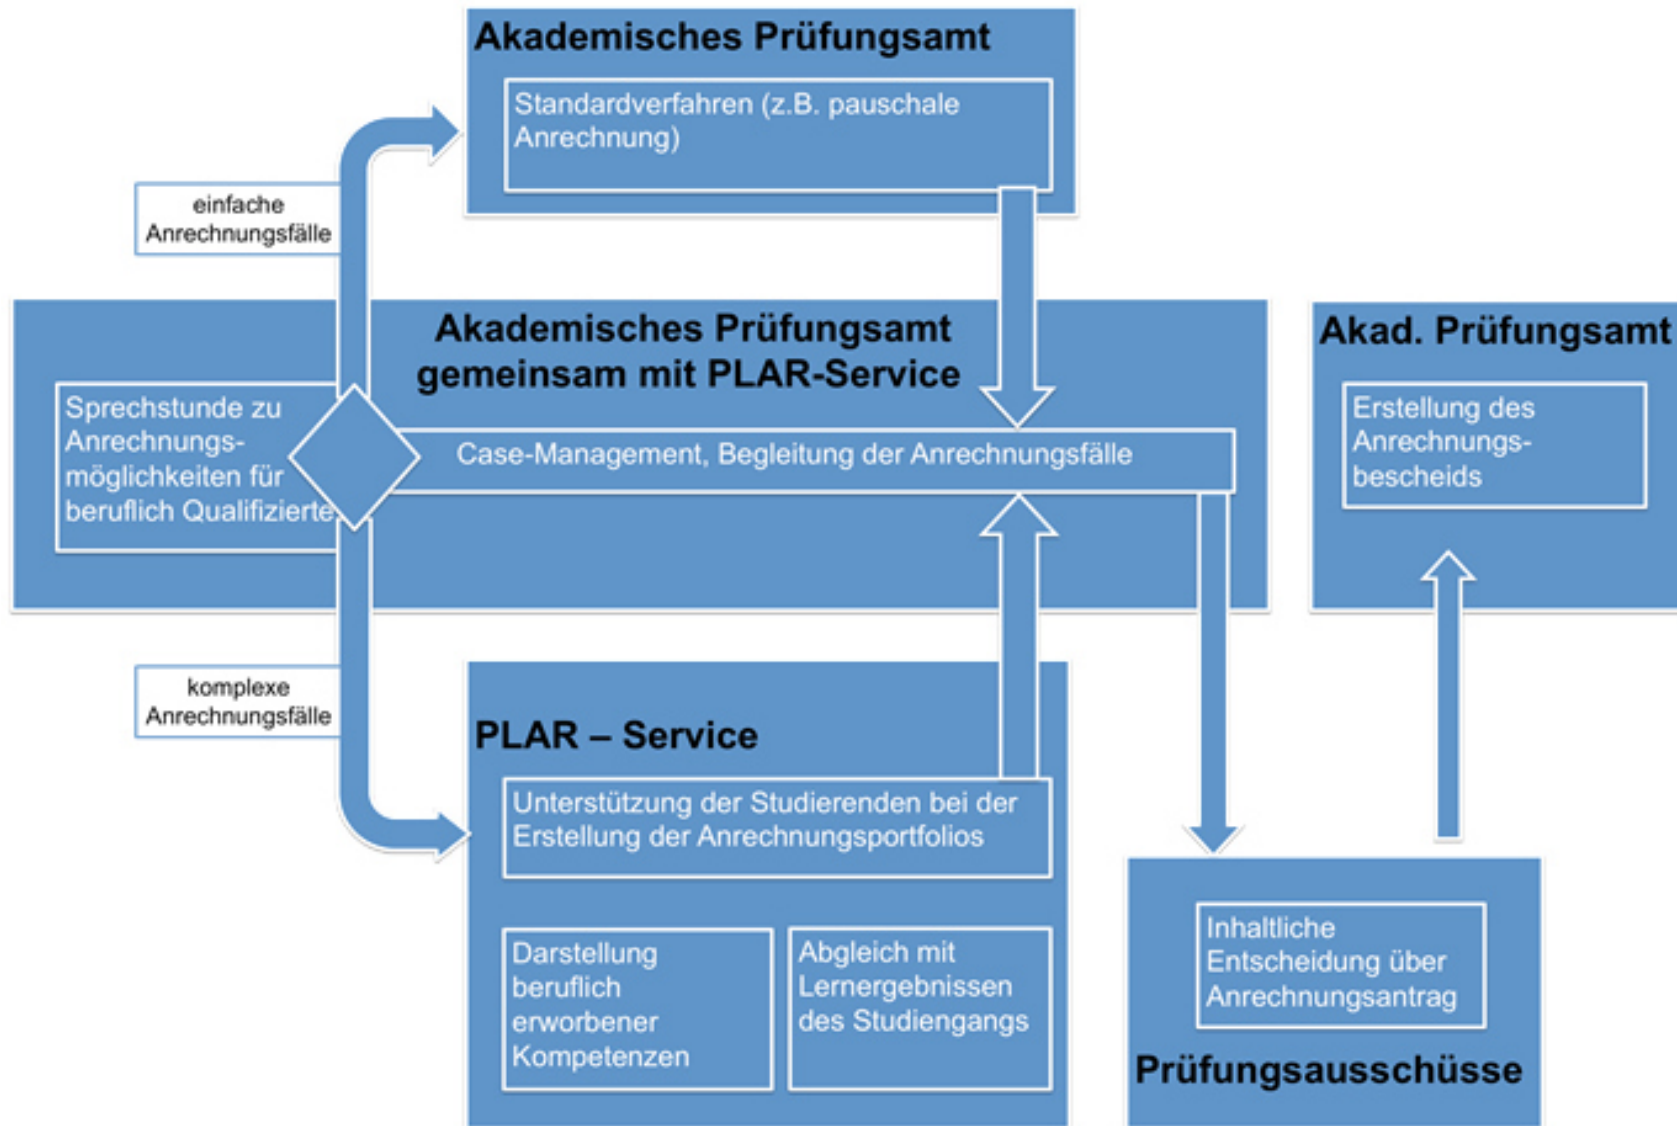 Akademisches Prüfungsamt
Standardverfahren (z.B. pauschale
Anrechnung)
einfache
Anrechnungsfälle
Akademisches Prüfungsamt
gemeinsam mit PLAR-Service
Sprechstunde zu
Anrechnungs-
möglichkeiten für
beruflich Qualifizierte
Case-Management, Begleitung der Anrechnungsfälle
Akad. Prüfungsamt
Erstellung des
Anrechnungs-
bescheids
komplexe
Anrechnungsfälle
PLAR – Service
Unterstützung der Studierenden bei der
Erstellung der Anrechnungsportfolios
Darstellung
beruflich
erworbener
Kompetenzen
Abgleich mit
Lernergebnissen
des Studiengangs
Inhaltliche
Entscheidung über
Anrechnungsantrag
Prüfungsausschüsse